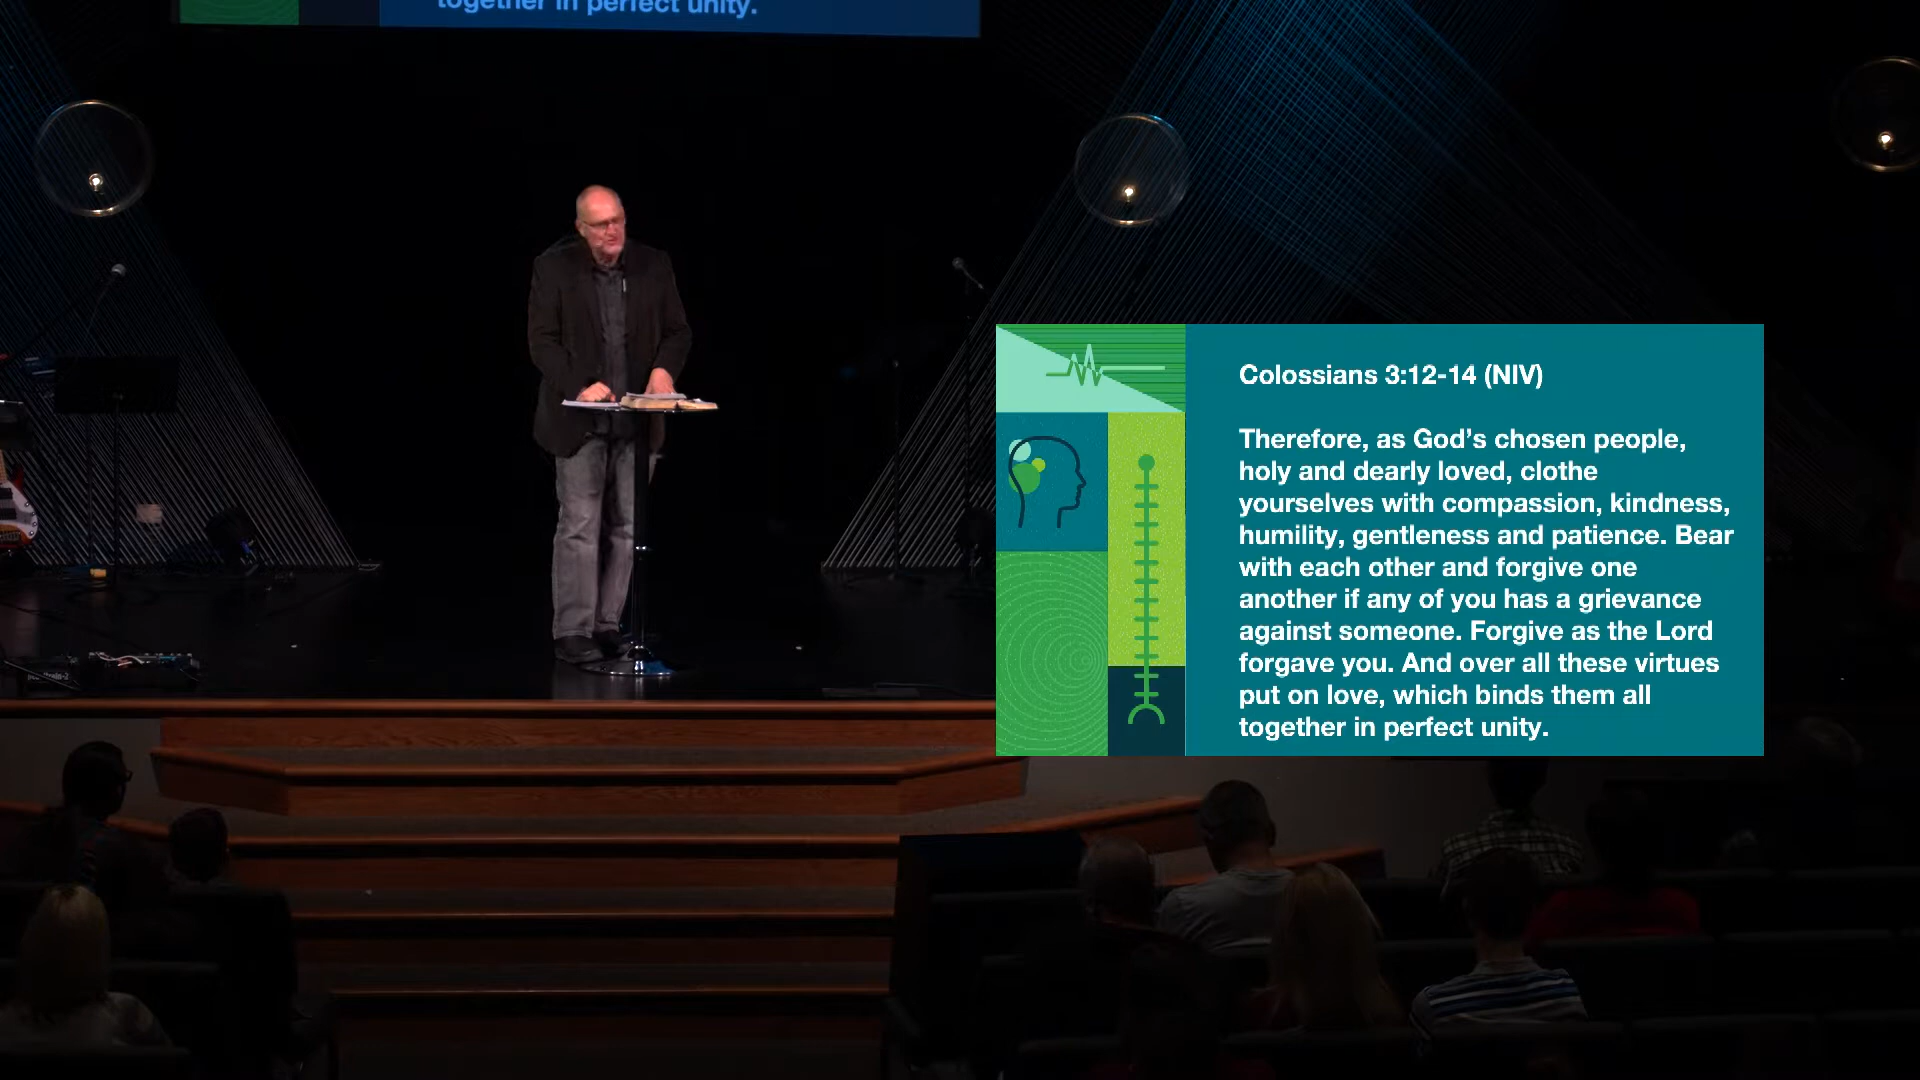 together in perfect unity.
Colossians 3:12-14 (NIV)
Therefore, as God's chosen people,
holy and dearly loved, clothe
yourselves with compassion, kindness,
humility, gentleness and patience. Bear
with each other and forgive one
another if any of you has a grievance
against someone. Forgive as the Lord
forgave you. And over all these virtues
put on love, which binds them all
together in perfect unity.